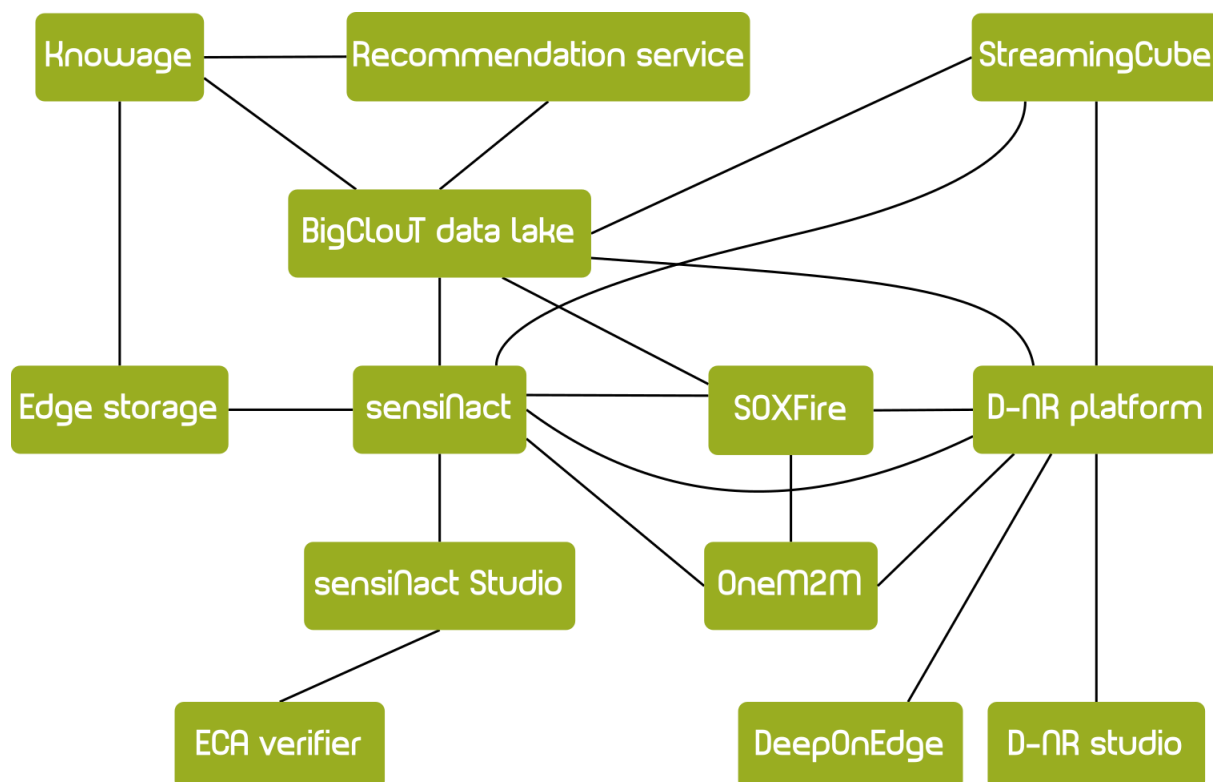 Knowage
Recommendation service
StreamingCube
BigClouT data lake
Edge storage
sensiNact
SOXFire
D-NR platform
sensiNact Studio
OneM2M
ECA verifier
DeepOnEdge
D-NR studio